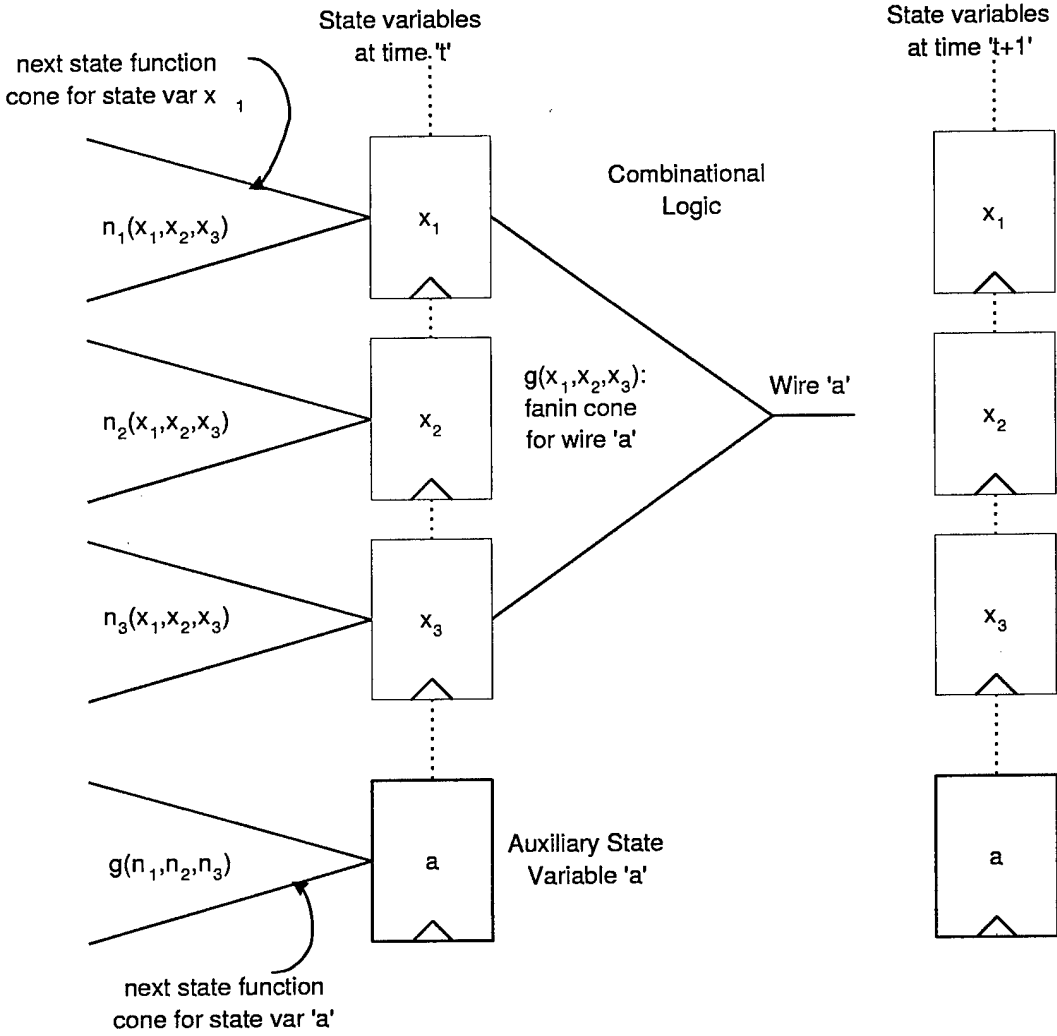 State variables
at time 't'
State variables
at time 't+1'
next state function
cone for state var x 1
Combinational
Logic
n1(x1,x2,x3)
x1
x1
g(x1,x2,x3):
fanin cone
for wire 'a'
Wire 'a'
n2(x1,x2,x3)
x2
x2
n3(x1,x2,x3)
x3
x3
g(n1,n2,n3)
a
Auxiliary State
Variable 'a'
a
next state function
cone for state var 'a'